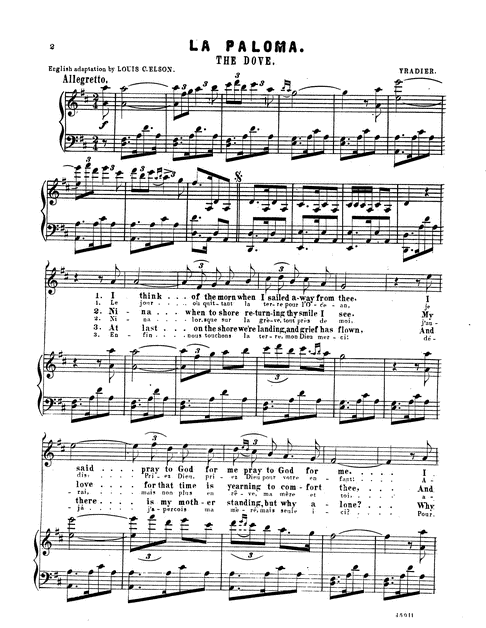 2
LA PALOMA.
THE DOVE.
English adaptation by LOUIS C. ELSON.
YRADIER.
Allegretto.
1. I think . . . of the morn when I sailed a-way from thee. I
1. Le jour . . . où quit-tant la ter-re pour l'O-cé-an, je
2. Ni-na . . . when to shore re-turn-ing thy smile I see. My
2. Ni-na . . . lors-que sur la grè-ve, tout près de moi, j'au-
3. At last . . . on the shore we're landing, and grief has flown. And
3. En-fin . . . nous touchons la ter-re, mon Dieu mer-ci: dé-
said . . . pray to God for me pray to God for me. . . . I
dis. . . . Pri-ez Dieu, pri-ez Dieu pour votre en-fant: A-
love . . . for that time is yearning to com-fort thee, And
rai, . . . mais non plus en rê-ve, ma mère et toi. . . a-
there . . . is my moth-er standing, but why a-lone? Why
jà . . . j'a-perçois ma mè-re, mais seule i-ci? Pour